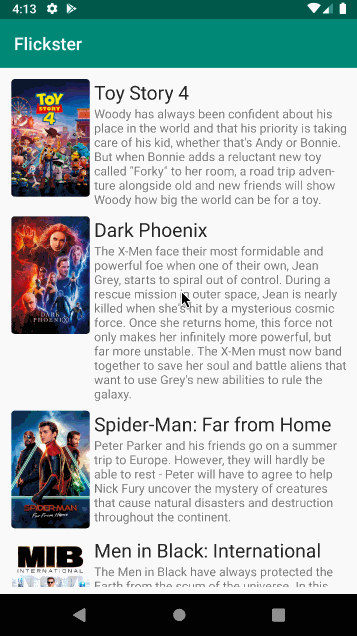 4:13
Flickster
TOY
STORY
4
Toy Story 4
Woody has always been confident about his
place in the world and that his priority is taking
care of his kid, whether that's Andy or Bonnie.
But when Bonnie adds a reluctant new toy
called "Forky" to her room, a road trip adven-
ture alongside old and new friends will show
Woody how big the world can be for a toy.
DARK
PHOENIX
Dark Phoenix
The X-Men face their most formidable and
powerful foe when one of their own, Jean
Grey, starts to spiral out of control. During a
rescue mission in outer space, Jean is nearly
killed when she's hit by a mysterious cosmic
force. Once she returns home, this force not
only makes her infinitely more powerful, but
far more unstable. The X-Men must now band
together to save her soul and battle aliens that
want to use Grey's new abilities to rule the
galaxy.
SPIDER-MAN
Far From Home
Spider-Man: Far from Home
Peter Parker and his friends go on a summer
trip to Europe. However, they will hardly be
able to rest - Peter will have to agree to help
Nick Fury uncover the mystery of creatures
that cause natural disasters and destruction
throughout the continent.
MIB
INTERNATIONAL
Men in Black: International
The Men in Black have always protected the
Earth from the scum of the universe. In this